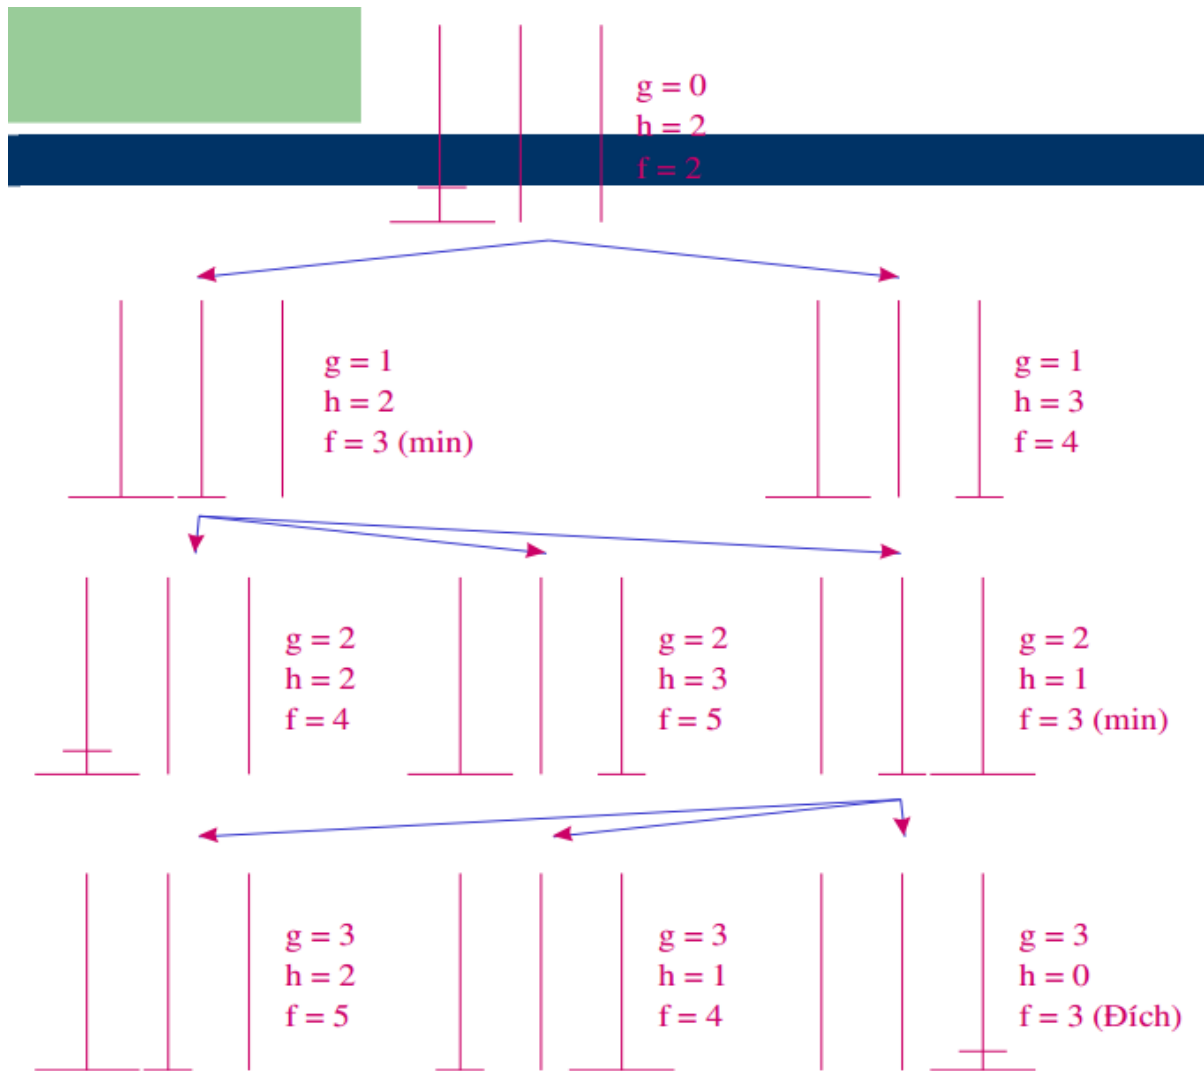 g = 0
h = 2
f = 2
g = 1
h = 2
f = 3 (min)
g = 1
h = 3
f = 4
g = 2
h = 2
f = 4
g = 2
h = 3
f = 5
g = 2
h = 1
f = 3 (min)
g = 3
h = 2
f = 5
g = 3
h = 1
f = 4
g = 3
h = 0
f = 3 (Đích)